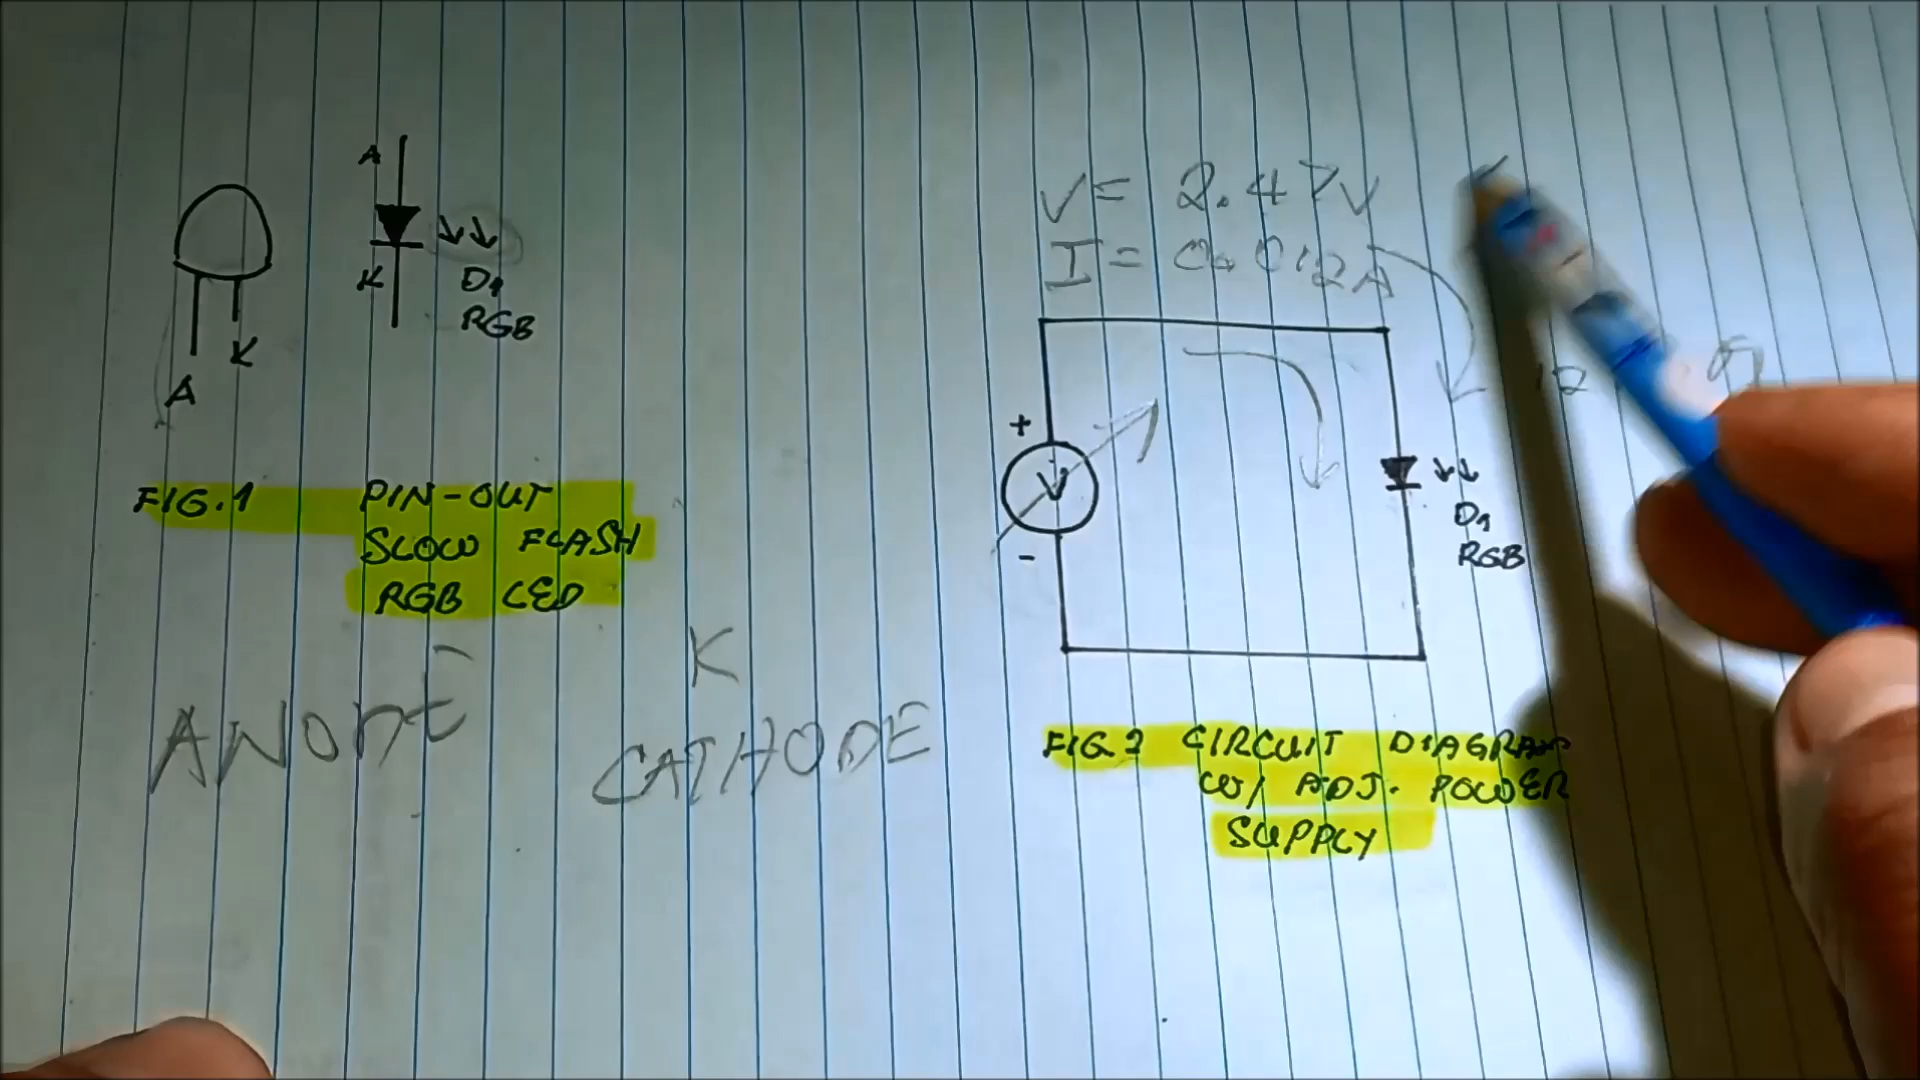 A
K
D1
RGB
K
A
FIG.1 PIN-OUT
SLOW FLASH
RGB LED
ANODE
K
CATHODE
V= 2.47V
I= 0.012A
12
+
V
-
D1
RGB
FIG.2 CIRCUIT DIAGRAM
W/ ADJ. POWER
SUPPLY